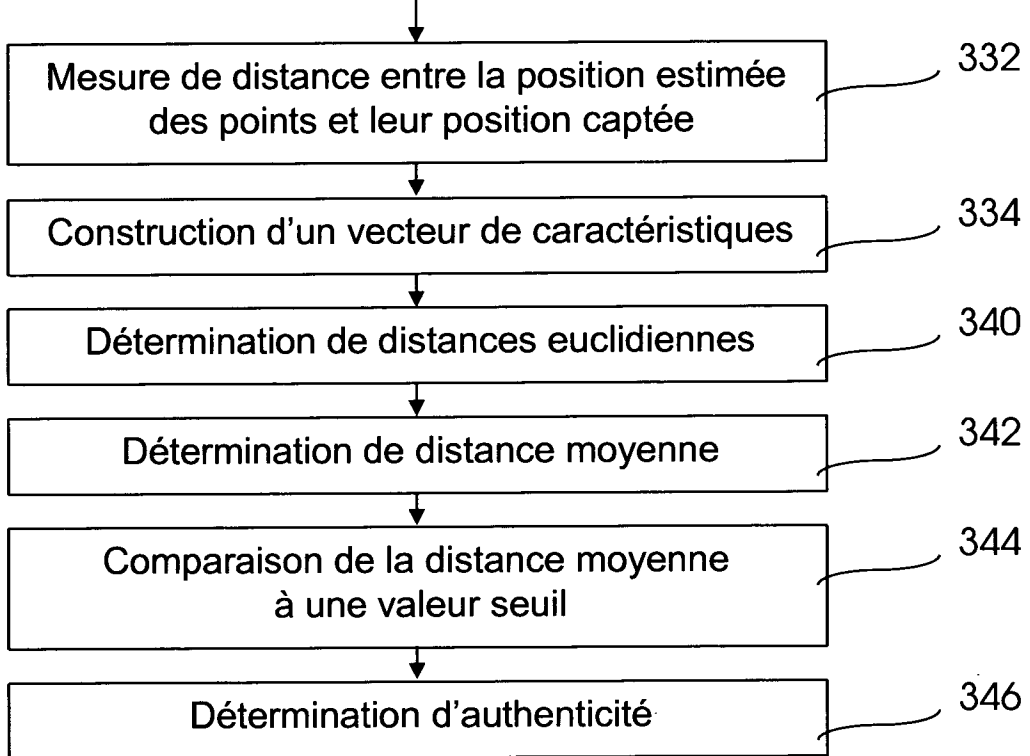 Mesure de distance entre la position estimée
des points et leur position captée
332
Construction d'un vecteur de caractéristiques
334
Détermination de distances euclidiennes
340
Détermination de distance moyenne
342
Comparaison de la distance moyenne
à une valeur seuil
344
Détermination d'authenticité
346